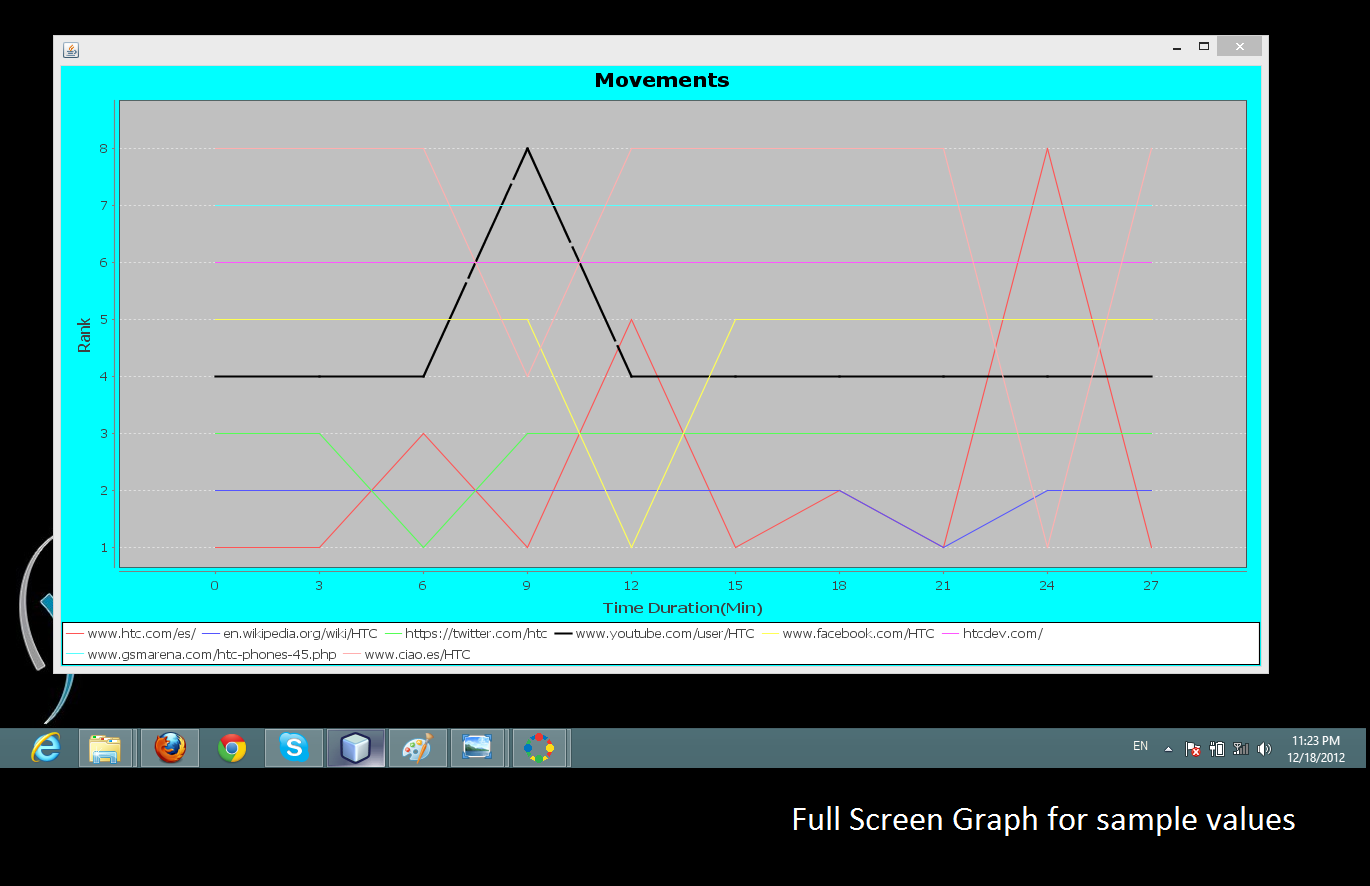 Movements
8
7
6
5
4
3
2
1
Rank
0 3 6 9 12 15 18 21 24 27
Time Duration(Min)
www.htc.com/es/ en.wikipedia.org/wiki/HTC https://twitter.com/htc www.youtube.com/user/HTC www.facebook.com/HTC htcdev.com/
www.gsmarena.com/htc-phones-45.php www.ciao.es/HTC
EN
11:23 PM
12/18/2012
Full Screen Graph for sample values